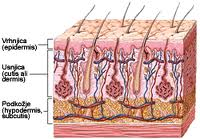 Vrhnjica
(epidermis)
Usnjica
(cutis ali
dermis)
Podkožje
(hypodermis,
subcutis)